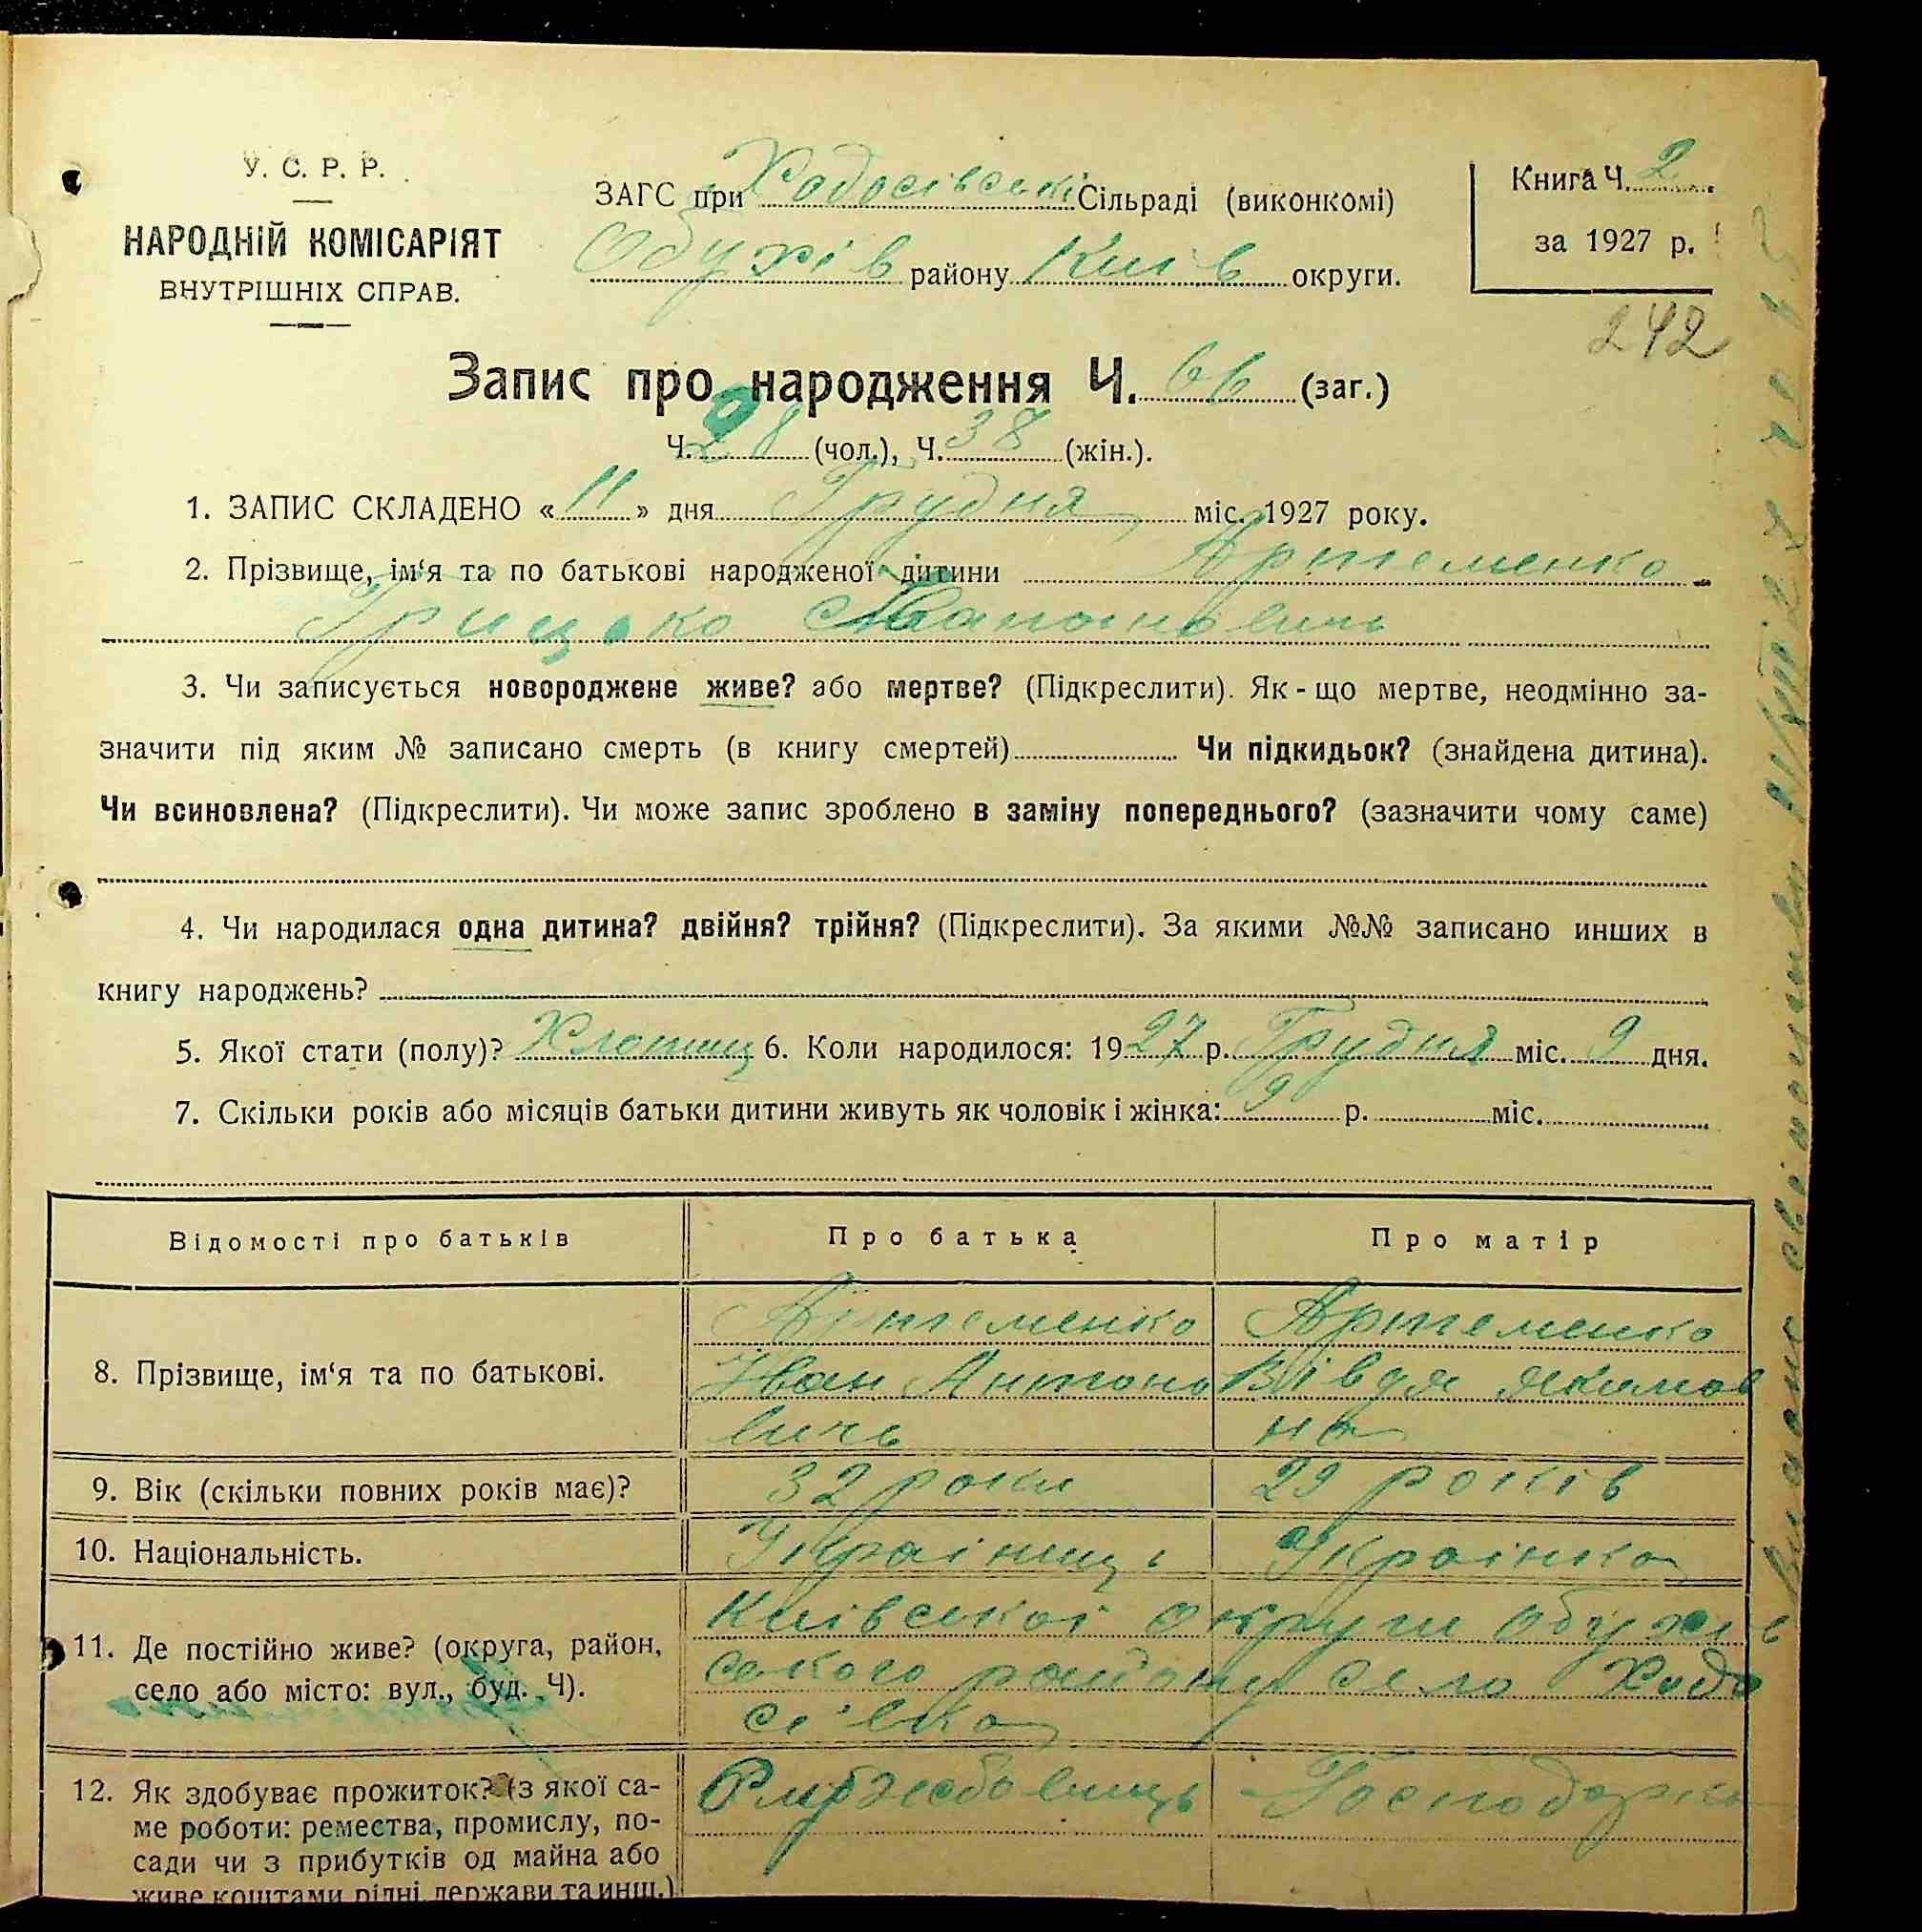 У. С. Р. Р.
НАРОДНІЙ КОМІСАРІЯТ
ВНУТРІШНІХ СПРАВ.
ЗАГС при Ходосівські Сільраді (виконкомі)
Обухів району Київ округи.
Книга Ч. 2
за 1927 р.
242
Запис про народження Ч. 66 (заг.)
Ч. 28 (чол.), Ч. 38 (жін.).
1. ЗАПИС СКЛАДЕНО «11» дня Грудня міс. 1927 року.
2. Прізвище, ім‘я та по батькові народженої дитини Артеменко
Грицько
3. Чи записується новороджене живе? або мертве? (Підкреслити). Як-що мертве, неодмінно за-
значити під яким № записано смерть (в книгу смертей) Чи підкидьок? (знайдена дитина).
Чи всиновлена? (Підкреслити). Чи може запис зроблено в заміну попереднього? (зазначити чому саме)
4. Чи народилася одна дитина? двійня? трійня? (Підкреслити). За якими №№ записано инших в
книгу народжень?
5. Якої стати (полу)? Хлопець 6. Коли народилося: 1927 р. Грудня міс. 9 дня.
7. Скільки років або місяців батьки дитини живуть як чоловік і жінка: 9 р. міс.
Відомості про батьків Про батька Про матір
8. Прізвище, ім‘я та по батькові.
Артеменко Артеменко
Іван Антоно Вівдя Якимов
вичь на
9. Вік (скільки повних років має)? 32 роки 29 років
10. Національність. Украінець Украінка
11. Де постійно живе? (округа, район,
село або місто: вул., буд. Ч).
Киівськоі округи Обухів
ського району село Ходо
сівка
12. Як здобуває прожиток? (з якої са-
ме роботи: ремества, промислу, по-
сади чи з прибутків од майна або
живе коштами рідні, держави та инш.)
Службовець Господарка